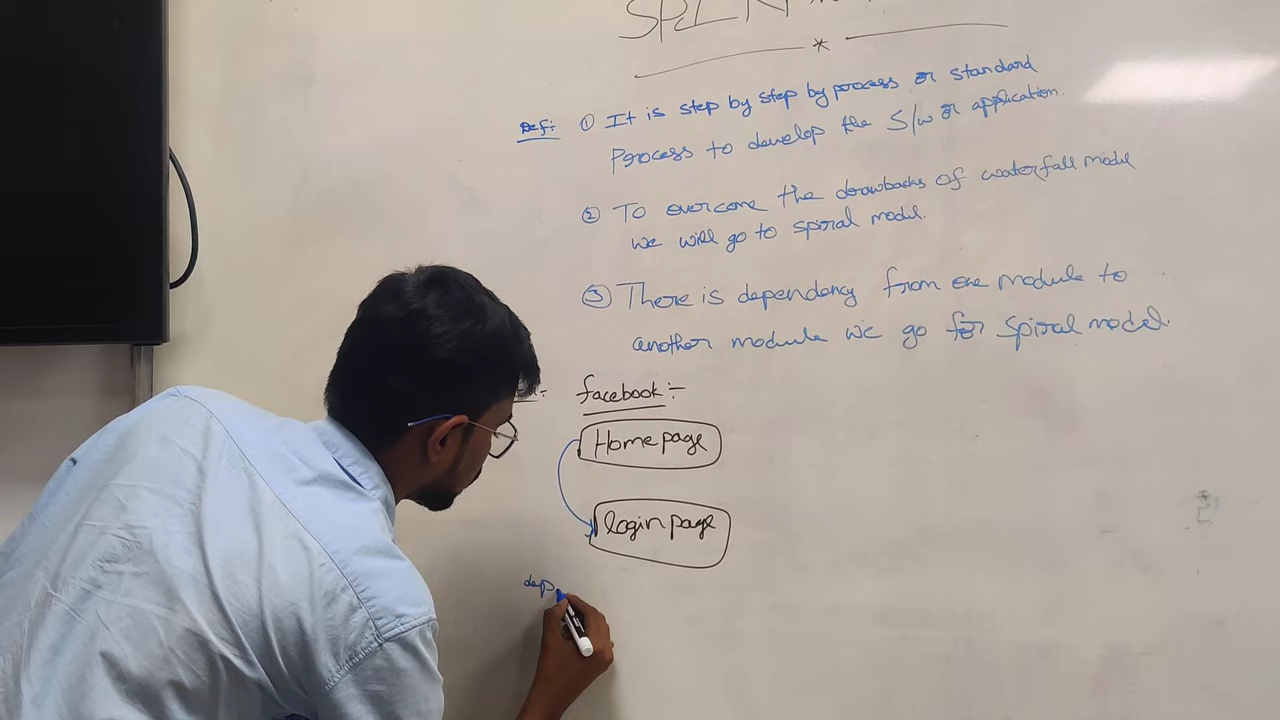 Def: ① It is step by step by process or standard
Process to develop the S/w or application.
② To overcome the drawbacks of waterfall model
we will go to spiral model.
③ There is dependency from one module to
another module we go for spiral model.
facebook:-
Home page
login page
dep